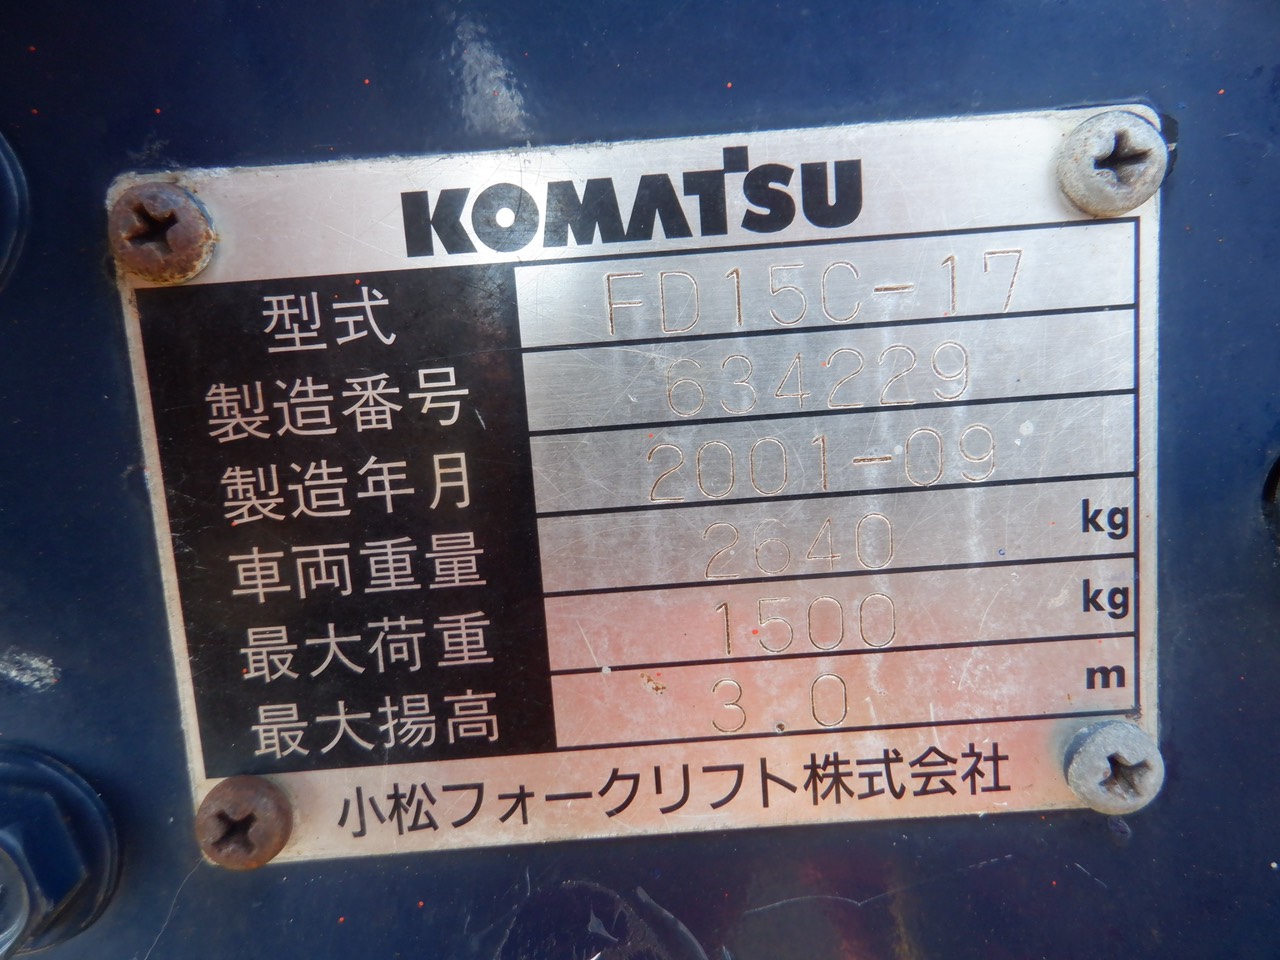 KOMATSU
型式 FD15C-17
製造番号 634229
製造年月 2001-09
車両重量 2640 kg
最大荷重 1500 kg
最大揚高 3.0 m
小松フォークリフト株式会社